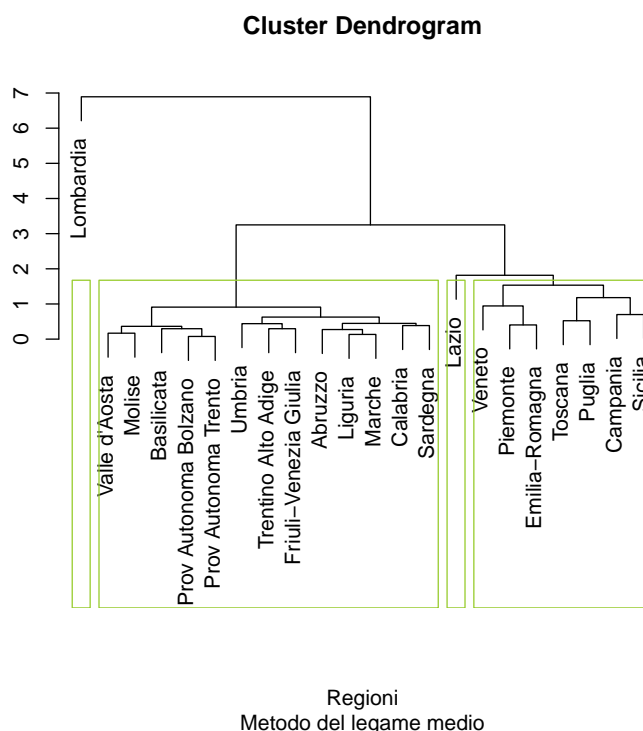 Cluster Dendrogram
7
6
5
4
3
2
1
0
Lombardia
Valle d'Aosta
Molise
Basilicata
Prov Autonoma Bolzano
Prov Autonoma Trento
Umbria
Trentino Alto Adige
Friuli−Venezia Giulia
Abruzzo
Liguria
Marche
Calabria
Sardegna
Lazio
Veneto
Piemonte
Emilia−Romagna
Toscana
Puglia
Campania
Sicilia
Regioni
Metodo del legame medio